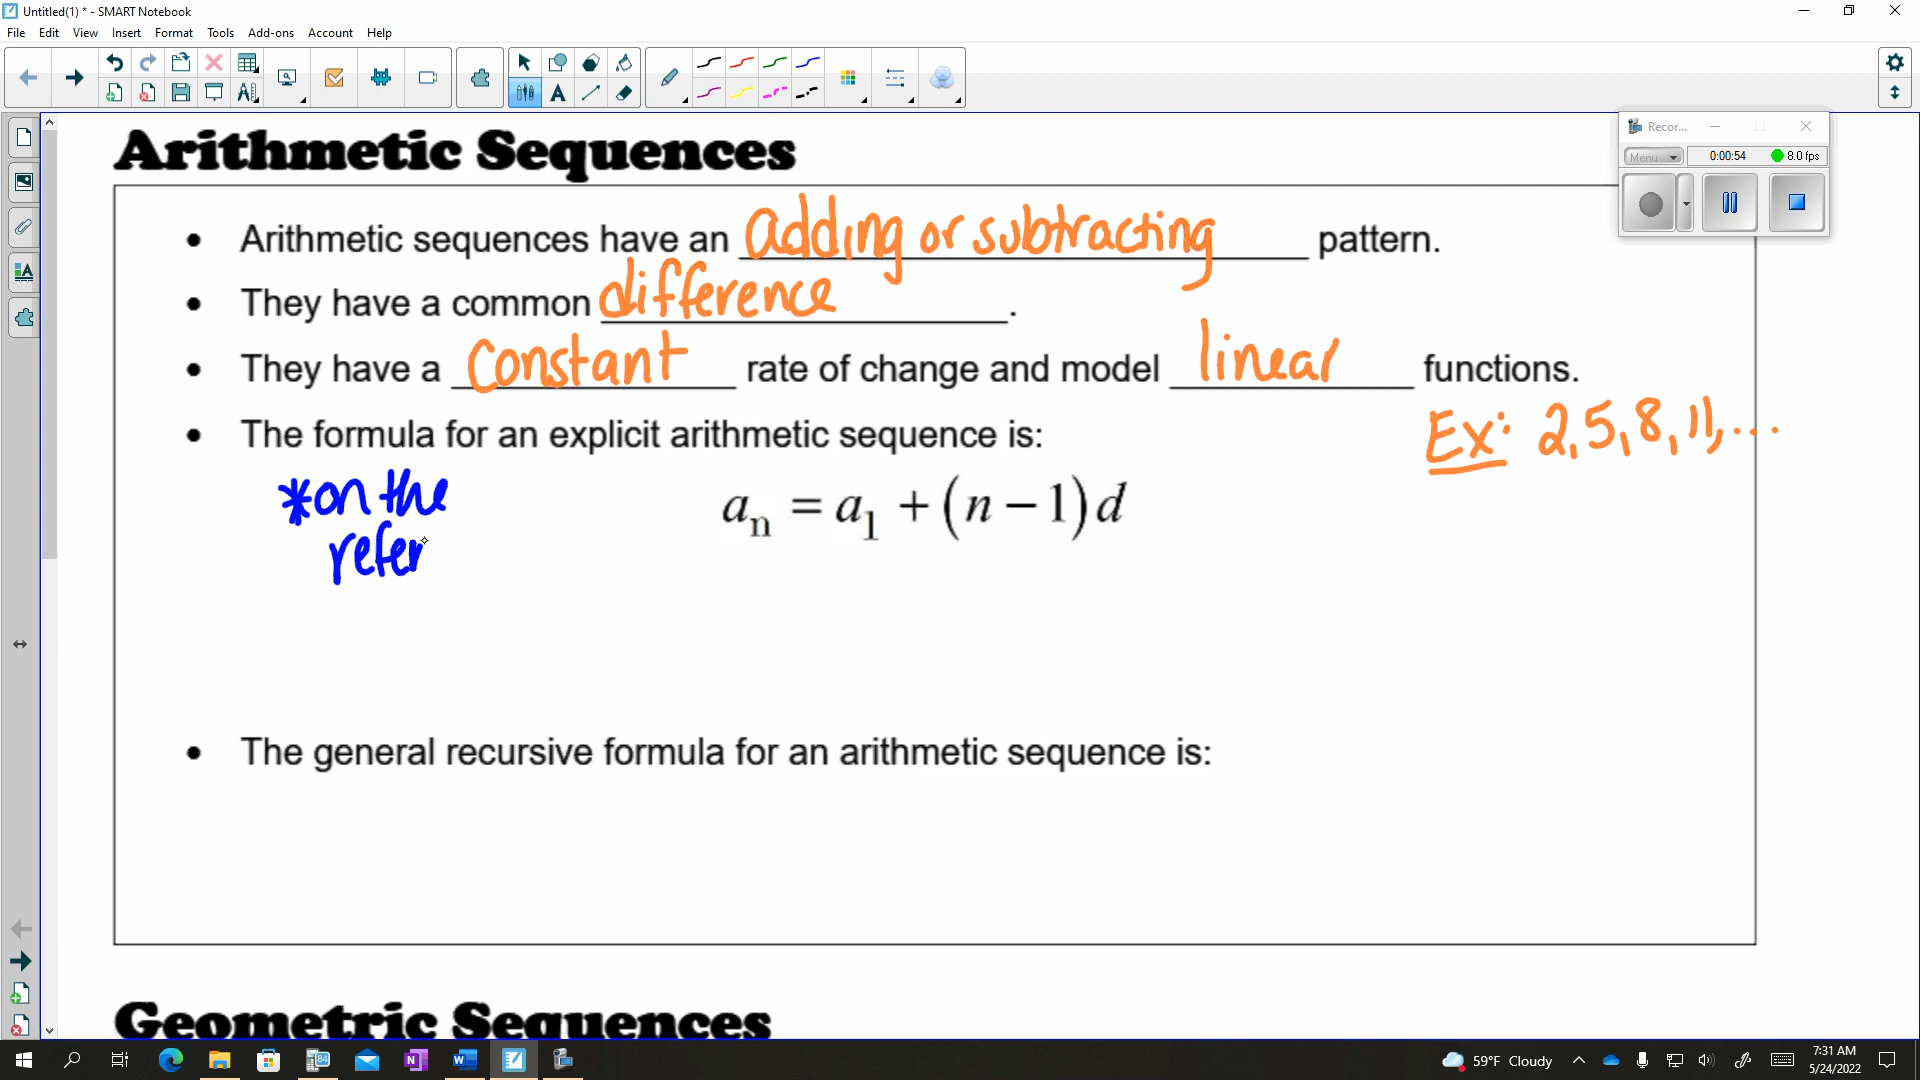 Untitled(1) * - SMART Notebook
File Edit View Insert Format Tools Add-ons Account Help
Recor...
Menu 0:00:54 8.0 fps
Arithmetic Sequences
• Arithmetic sequences have an adding or subtracting pattern.
• They have a common difference.
• They have a constant rate of change and model linear functions.
• The formula for an explicit arithmetic sequence is:
Ex: 2, 5, 8, 11, ...
*on the
refer
aₙ = a₁ + (n − 1)d
• The general recursive formula for an arithmetic sequence is:
Geometric Sequences
59°F Cloudy
7:31 AM
5/24/2022